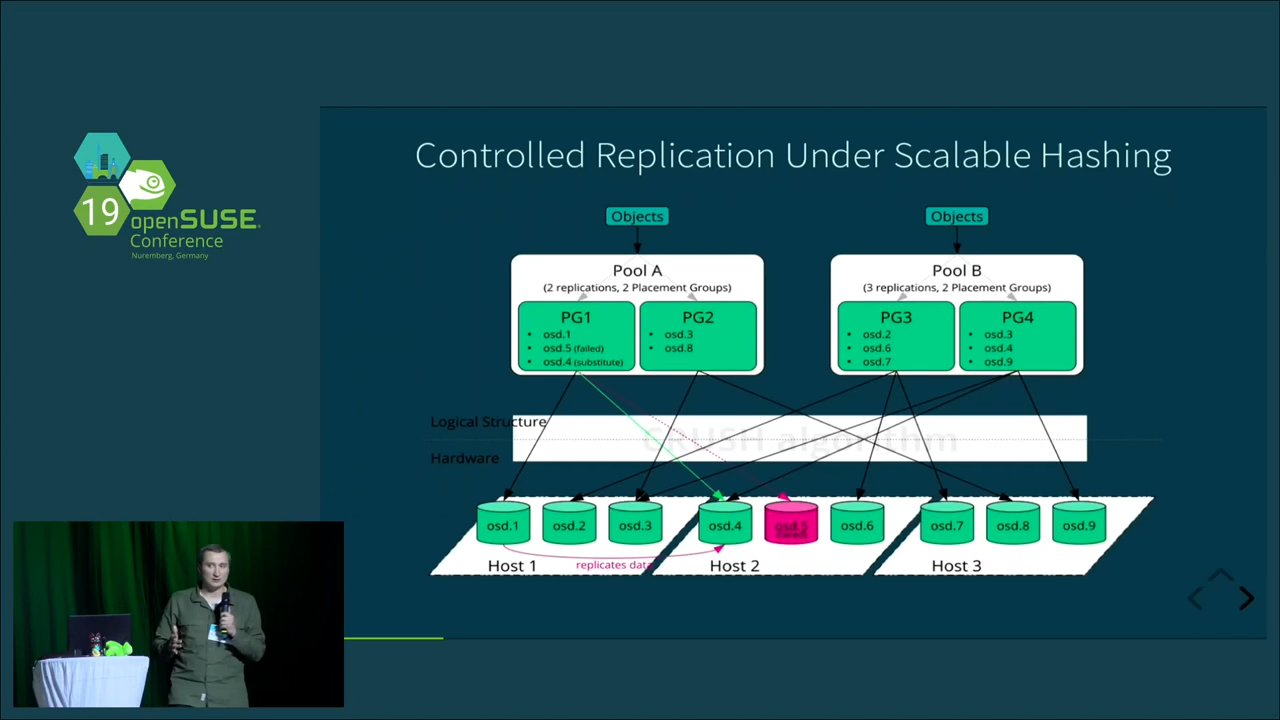 Controlled Replication Under Scalable Hashing
19
openSUSE
Conference
Nuremberg, Germany
Objects
Objects
Pool A
(2 replications, 2 Placement Groups)
PG1
• osd.1
• osd.5 (failed)
• osd.4 (substitute)
PG2
• osd.3
• osd.8
Pool B
(3 replications, 2 Placement Groups)
PG3
• osd.2
• osd.6
• osd.7
PG4
• osd.3
• osd.4
• osd.9
Logical Structure
CRUSH algorithm
Hardware
osd.1
osd.2
osd.3
osd.4
osd.5
(failed)
osd.6
osd.7
osd.8
osd.9
replicates data
Host 1
Host 2
Host 3